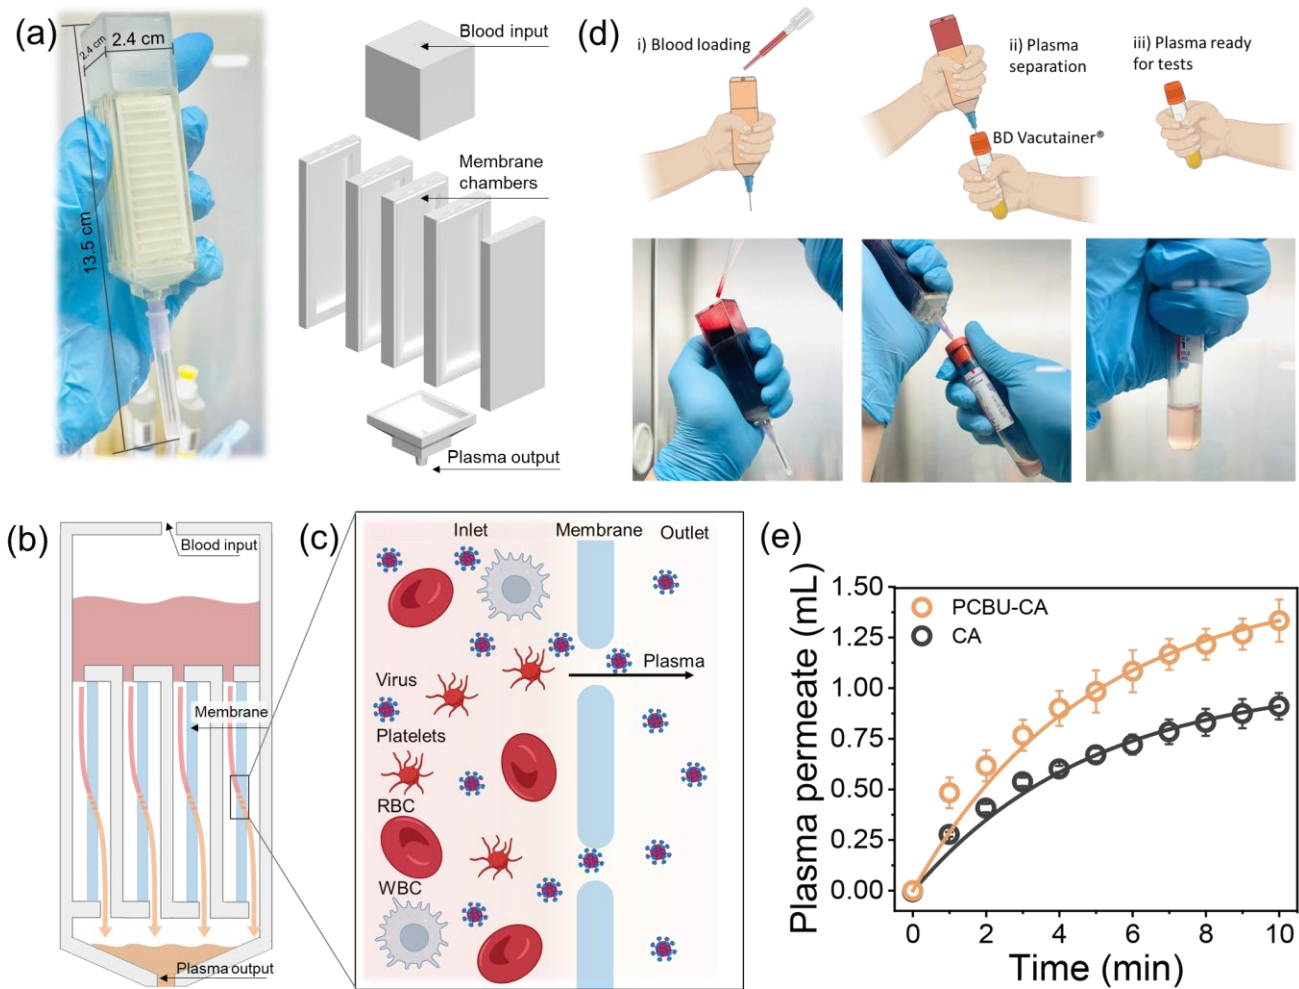 (a)
2.4 cm
2.4 cm
13.5 cm
Blood input
Membrane
chambers
Plasma output
(d)
i) Blood loading
ii) Plasma
separation
iii) Plasma ready
for tests
BD Vacutainer®
(b)
Blood input
Membrane
Plasma output
(c)
Inlet
Membrane
Outlet
Plasma
Virus
Platelets
RBC
WBC
(e)
Plasma permeate (mL)
1.50
1.25
1.00
0.75
0.50
0.25
0.00
PCBU-CA
CA
0 2 4 6 8 10
Time (min)